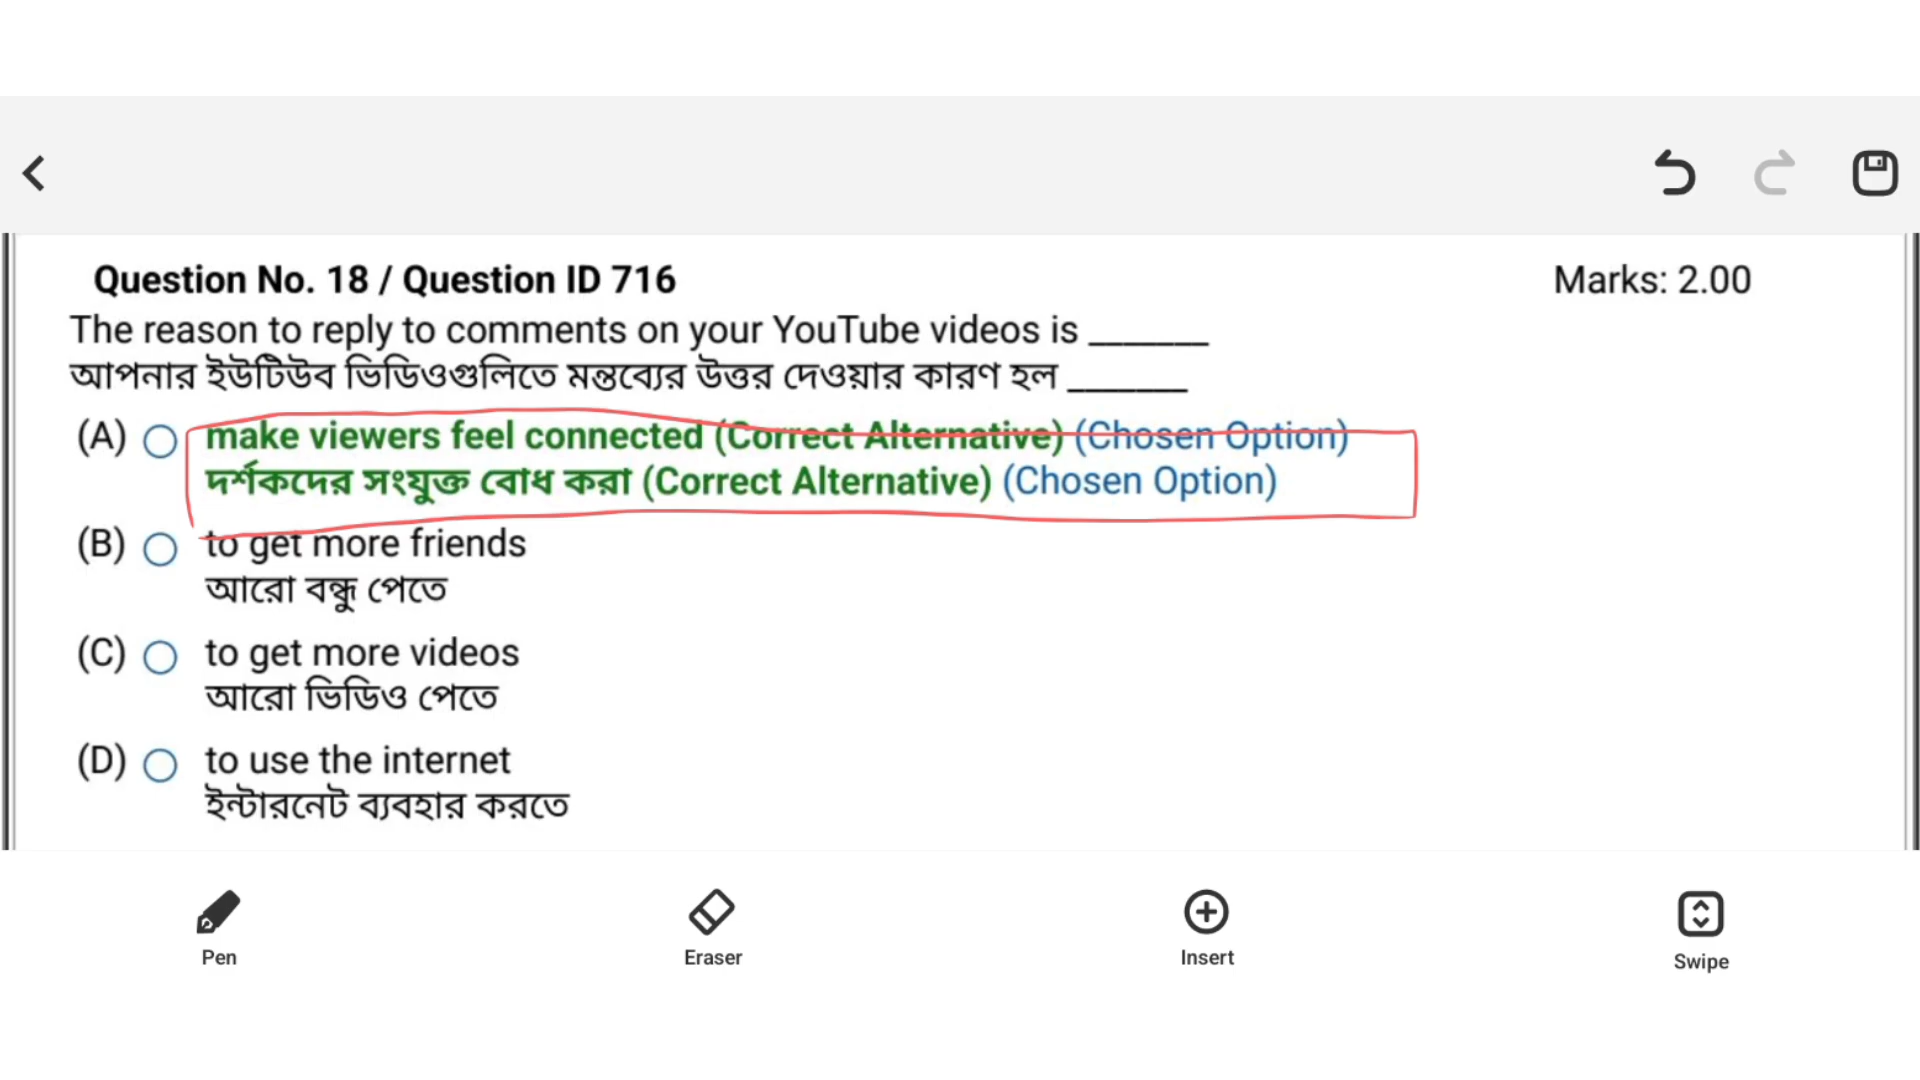 Question No. 18 / Question ID 716 Marks: 2.00
The reason to reply to comments on your YouTube videos is _______
আপনার ইউটিউব ভিডিওগুলিতে মন্তব্যের উত্তর দেওয়ার কারণ হল _______
(A) make viewers feel connected (Correct Alternative) (Chosen Option)
দর্শকদের সংযুক্ত বোধ করা (Correct Alternative) (Chosen Option)
(B) to get more friends
আরো বন্ধু পেতে
(C) to get more videos
আরো ভিডিও পেতে
(D) to use the internet
ইন্টারনেট ব্যবহার করতে
Pen Eraser Insert Swipe